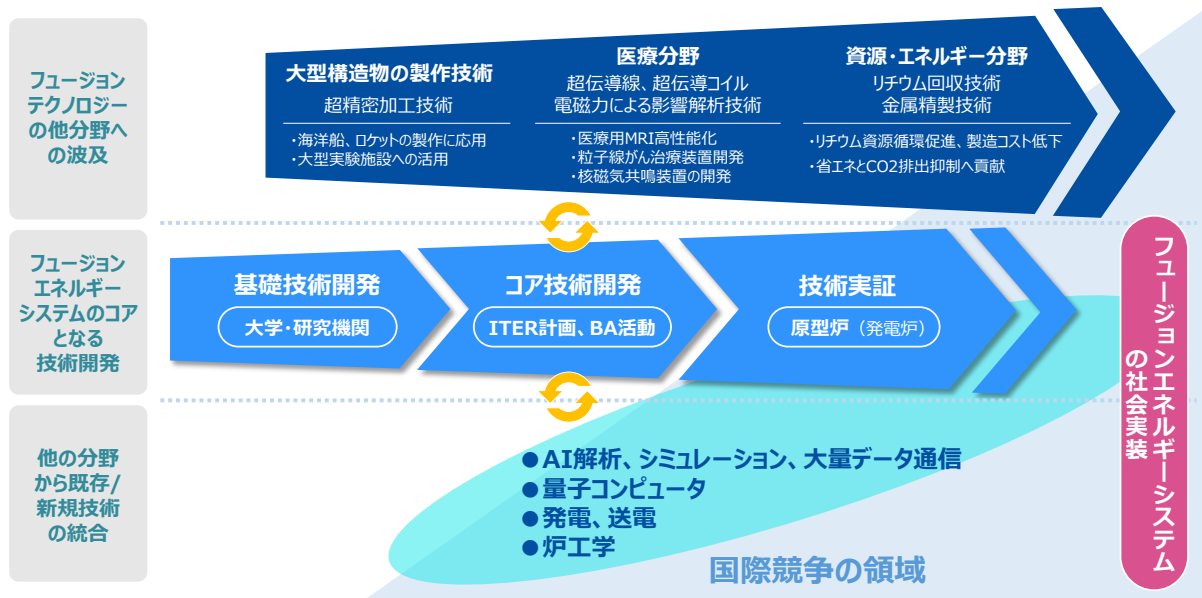 フュージョン
テクノロジー
の他分野へ
の波及
大型構造物の製作技術
超精密加工技術
・海洋船、ロケットの製作に応用
・大型実験施設への活用
医療分野
超伝導線、超伝導コイル
電磁力による影響解析技術
・医療用MRI高性能化
・粒子線がん治療装置開発
・核磁気共鳴装置の開発
資源・エネルギー分野
リチウム回収技術
金属精製技術
・リチウム資源循環促進、製造コスト低下
・省エネとCO2排出抑制へ貢献
フュージョン
エネルギー
システムのコア
となる
技術開発
基礎技術開発
大学・研究機関
コア技術開発
ITER計画、BA活動
技術実証
原型炉（発電炉）
他の分野
から既存/
新規技術
の統合
●AI解析、シミュレーション、大量データ通信
●量子コンピュータ
●発電、送電
●炉工学
国際競争の領域
フュージョンエネルギーシステム
の社会実装